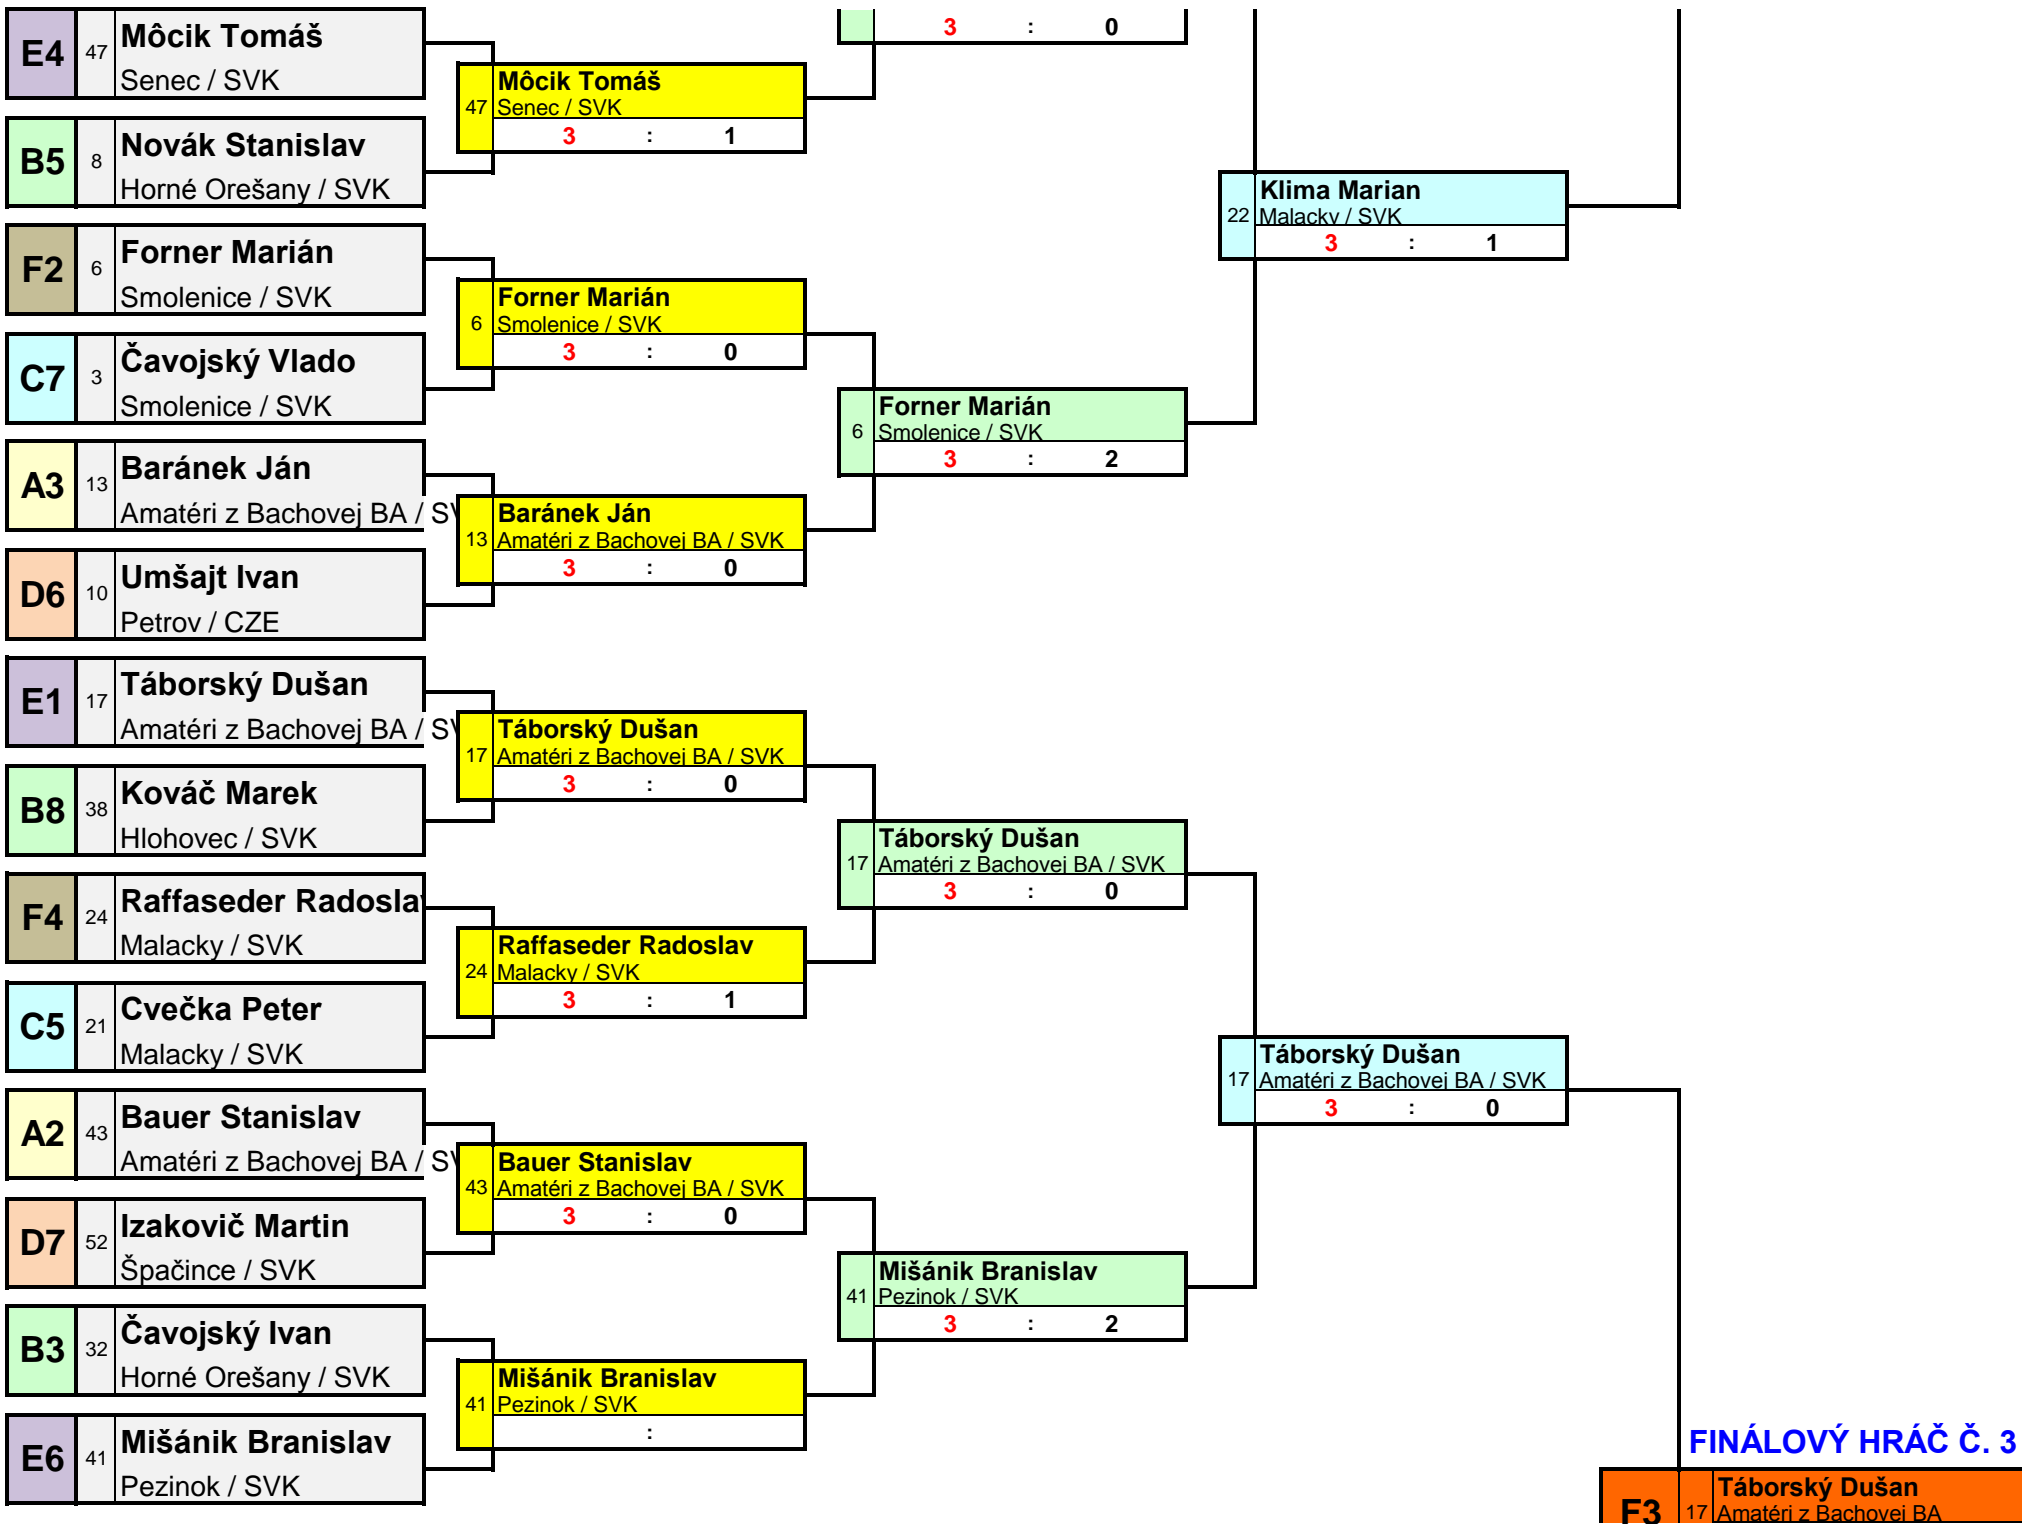 E4 47 Môcik Tomáš
Senec / SVK
B5 8 Novák Stanislav
Horné Orešany / SVK
F2 6 Forner Marián
Smolenice / SVK
C7 3 Čavojský Vlado
Smolenice / SVK
A3 13 Baránek Ján
Amatéri z Bachovej BA /
D6 10 Umšajt Ivan
Petrov / CZE
E1 17 Táborský Dušan
Amatéri z Bachovej BA /
B8 38 Kováč Marek
Hlohovec / SVK
F4 24 Raffaseder Radoslav
Malacky / SVK
C5 21 Cvečka Peter
Malacky / SVK
A2 43 Bauer Stanislav
Amatéri z Bachovej BA /
D7 52 Izakovič Martin
Špačince / SVK
B3 32 Čavojský Ivan
Horné Orešany / SVK
E6 41 Mišánik Branislav
Pezinok / SVK
47 Môcik Tomáš
Senec / SVK
3 : 1
6 Forner Marián
Smolenice / SVK
3 : 0
13 Baránek Ján
Amatéri z Bachovej BA / SVK
3 : 0
17 Táborský Dušan
Amatéri z Bachovej BA / SVK
3 : 0
24 Raffaseder Radoslav
Malacky / SVK
3 : 1
43 Bauer Stanislav
Amatéri z Bachovej BA / SVK
3 : 0
41 Mišánik Branislav
Pezinok / SVK
:
3 : 0
6 Forner Marián
Smolenice / SVK
3 : 2
17 Táborský Dušan
Amatéri z Bachovej BA / SVK
3 : 0
41 Mišánik Branislav
Pezinok / SVK
3 : 2
22 Klima Marian
Malacky / SVK
3 : 1
17 Táborský Dušan
Amatéri z Bachovej BA / SVK
3 : 0
FINÁLOVÝ HRÁČ Č. 3
F3 17 Táborský Dušan
Amatéri z Bachovej BA